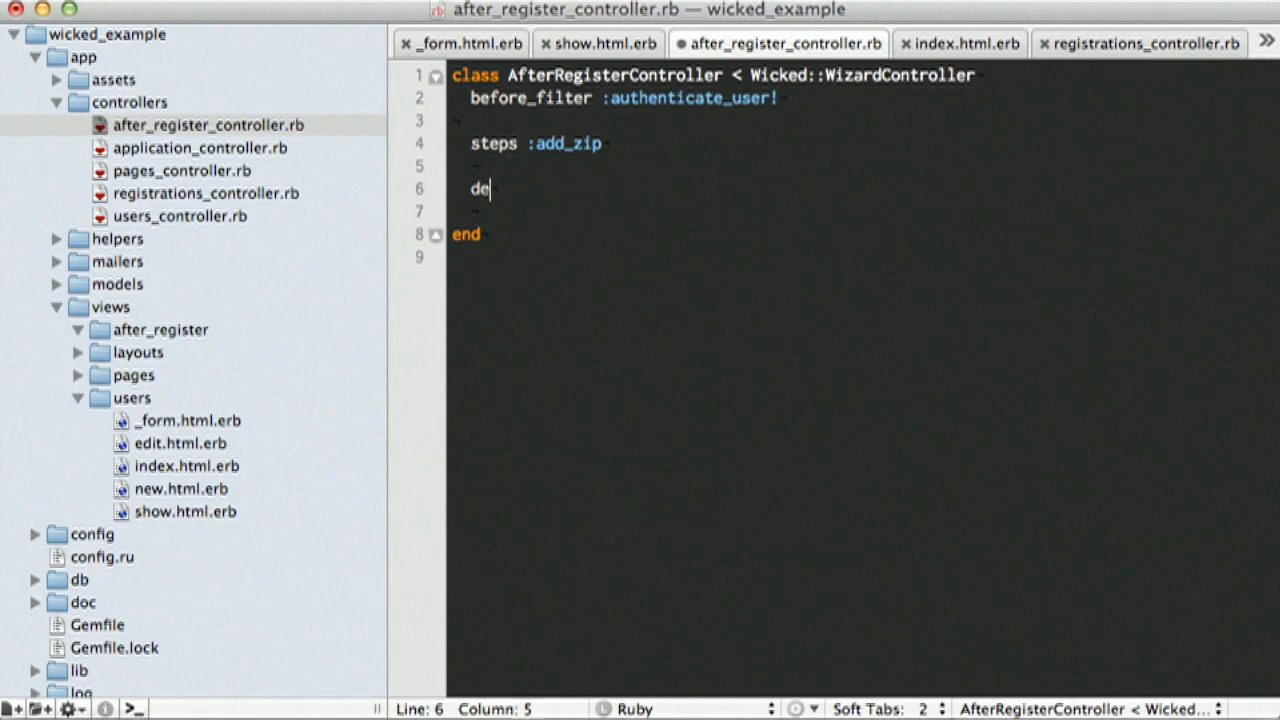 after_register_controller.rb — wicked_example
wicked_example
app
assets
controllers
after_register_controller.rb
application_controller.rb
pages_controller.rb
registrations_controller.rb
users_controller.rb
helpers
mailers
models
views
after_register
layouts
pages
users
_form.html.erb
edit.html.erb
index.html.erb
new.html.erb
show.html.erb
config
config.ru
db
doc
Gemfile
Gemfile.lock
lib
log
_form.html.erb show.html.erb after_register_controller.rb index.html.erb registrations_controller.rb
1 class AfterRegisterController < Wicked::WizardController
2 before_filter :authenticate_user!
3
4 steps :add_zip
5
6 de
7
8 end
9
Line: 6 Column: 5 Ruby Soft Tabs: 2 AfterRegisterController < Wicked...